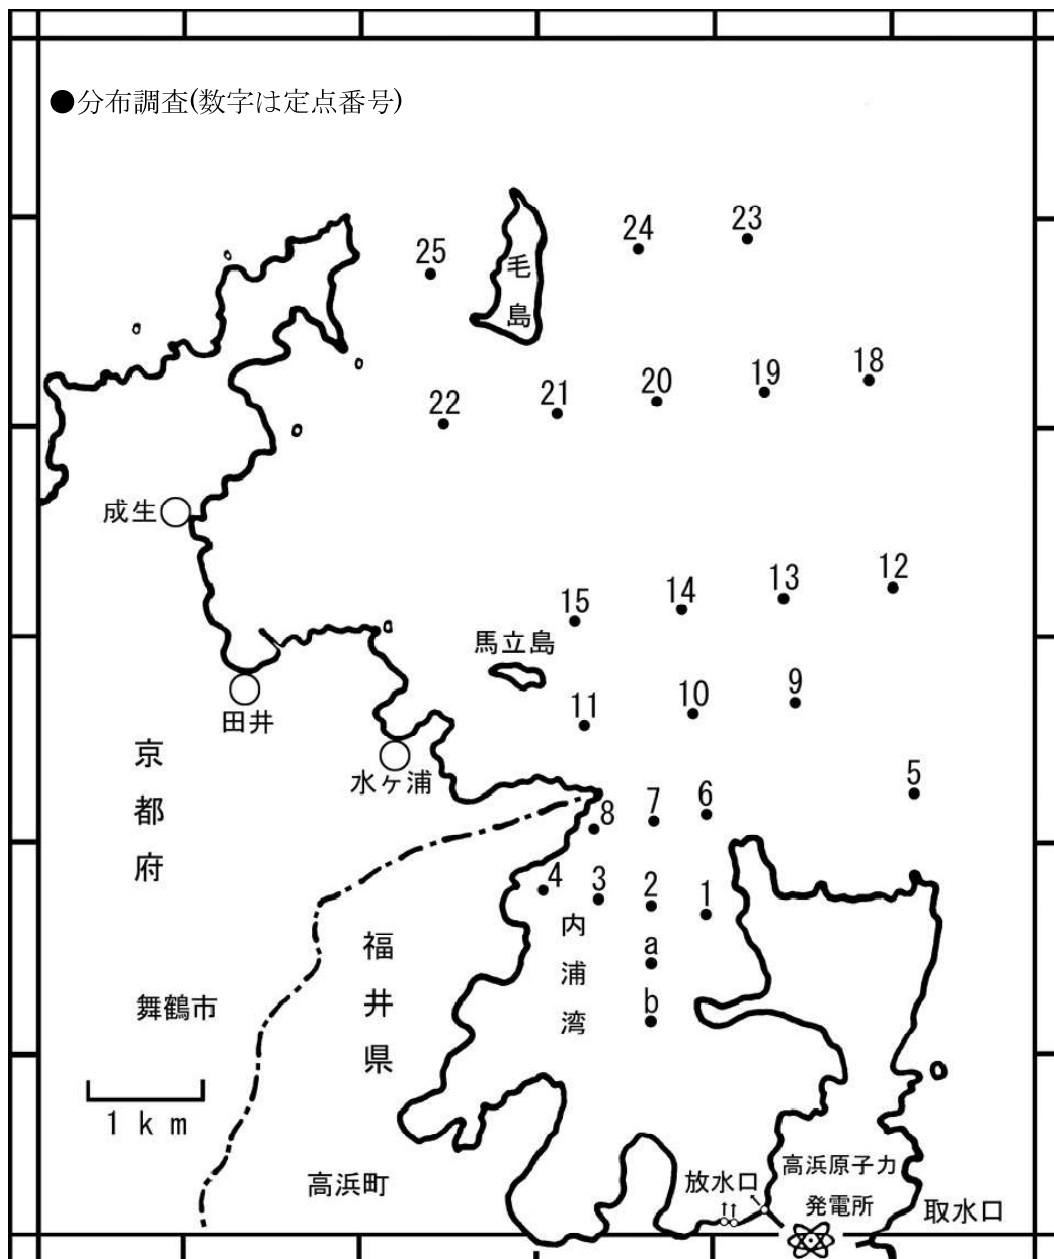 ●分布調査(数字は定点番号)
23
24
25
毛島
18
19
20
21
22
成生
12
13
14
15
馬立島
田井
9
10
11
水ヶ浦
京都府
5
6
7
8
4
3
2
1
内浦湾
a
b
福井県
舞鶴市
1km
高浜町
放水口
高浜原子力
発電所
取水口